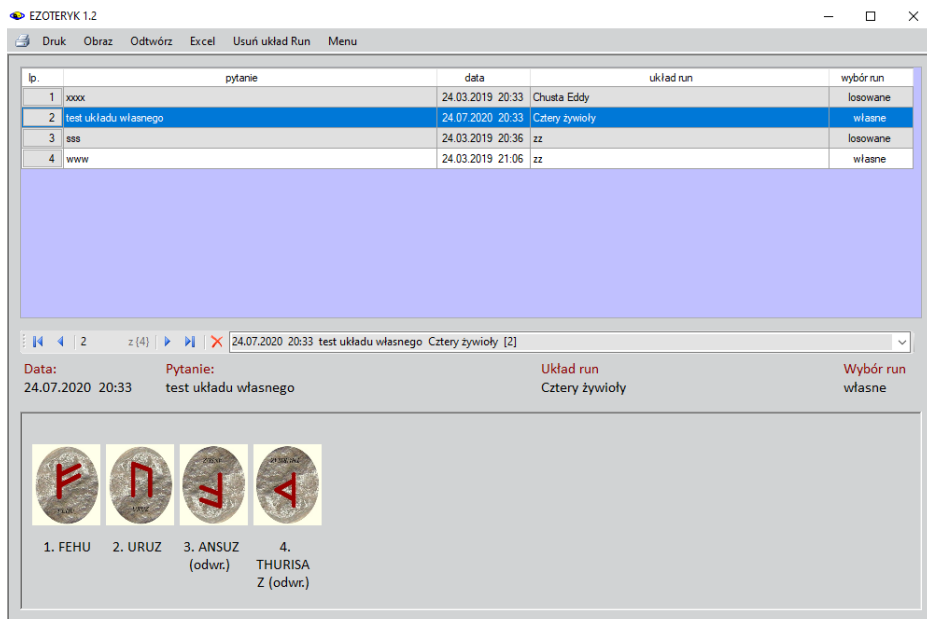 EZOTERYK 1.2
Druk Obraz Odtwórz Excel Usuń układ Run Menu
lp. pytanie data układ run wybór run
1 xxxx 24.03.2019 20:33 Chusta Eddy losowane
2 test układu własnego 24.07.2020 20:33 Cztery żywioły własne
3 sss 24.03.2019 20:36 zz losowane
4 www 24.03.2019 21:06 zz własne
2 z {4} 24.07.2020 20:33 test układu własnego Cztery żywioły [2]
Data: Pytanie: Układ run Wybór run
24.07.2020 20:33 test układu własnego Cztery żywioły własne
1. FEHU 2. URUZ 3. ANSUZ 4.
(odwr.) THURISA
Z (odwr.)